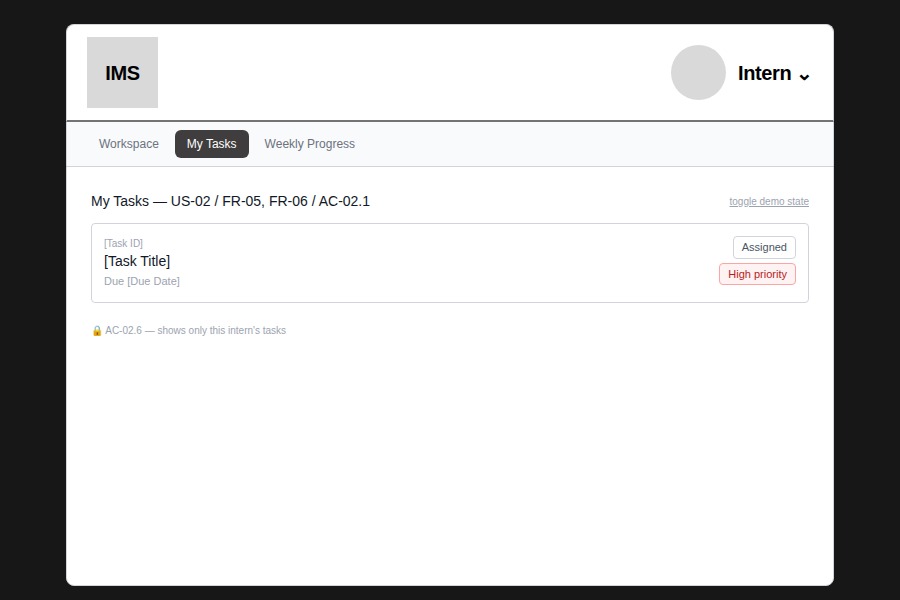 IMS
Intern
Workspace
My Tasks
Weekly Progress
My Tasks — US-02 / FR-05, FR-06 / AC-02.1
toggle demo state
[Task ID]
[Task Title]
Due [Due Date]
Assigned
High priority
🔒 AC-02.6 — shows only this intern's tasks